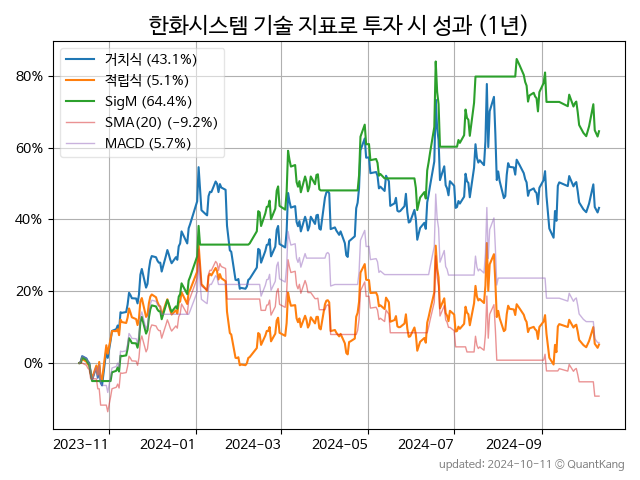 한화시스템 기술 지표로 투자 시 성과 (1년)
거치식 (43.1%)
적립식 (5.1%)
SigM (64.4%)
SMA(20) (−9.2%)
MACD (5.7%)
80%
60%
40%
20%
0%
2023−11 2024−01 2024−03 2024−05 2024−07 2024−09
updated: 2024−10−11 © QuantKang